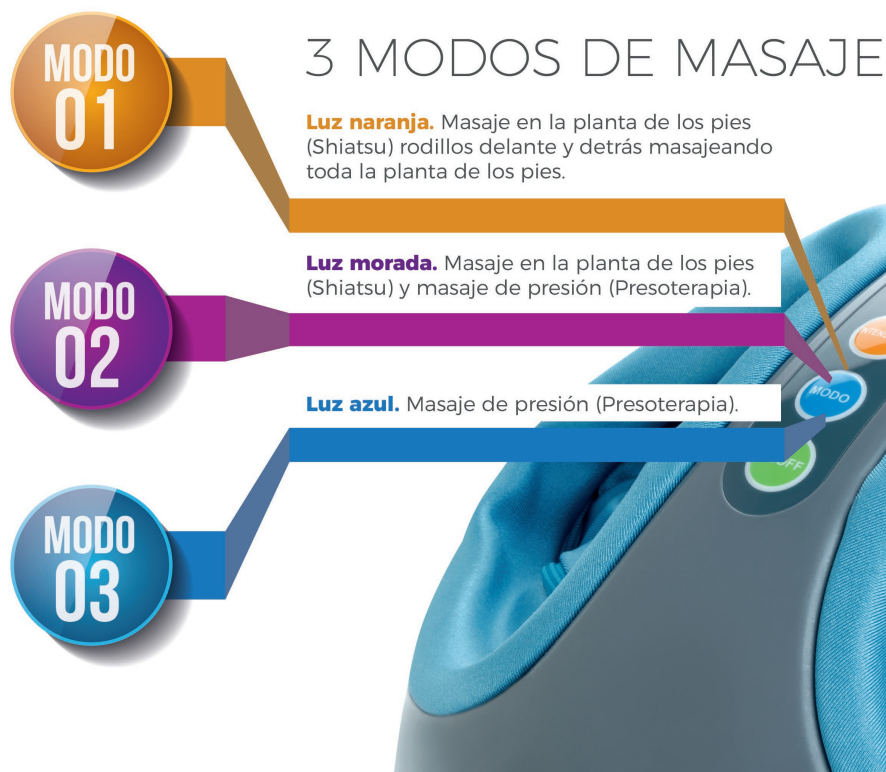 MODO
01
3 MODOS DE MASAJE
Luz naranja. Masaje en la planta de los pies
(Shiatsu) rodillos delante y detrás masajeando
toda la planta de los pies.
MODO
02
Luz morada. Masaje en la planta de los pies
(Shiatsu) y masaje de presión (Presoterapia).
MODO
Luz azul. Masaje de presión (Presoterapia).
MODO
03